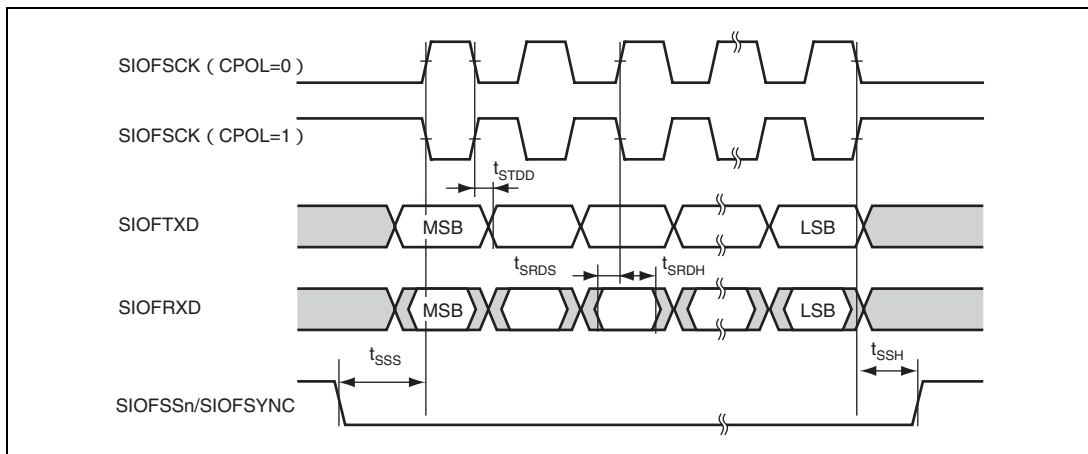 SIOFSCK ( CPOL=0 )
SIOFSCK ( CPOL=1 )
tSTDD
SIOFTXD
MSB
LSB
tSRDS
tSRDH
SIOFRXD
MSB
LSB
tSSS
tSSH
SIOFSSn/SIOFSYNC